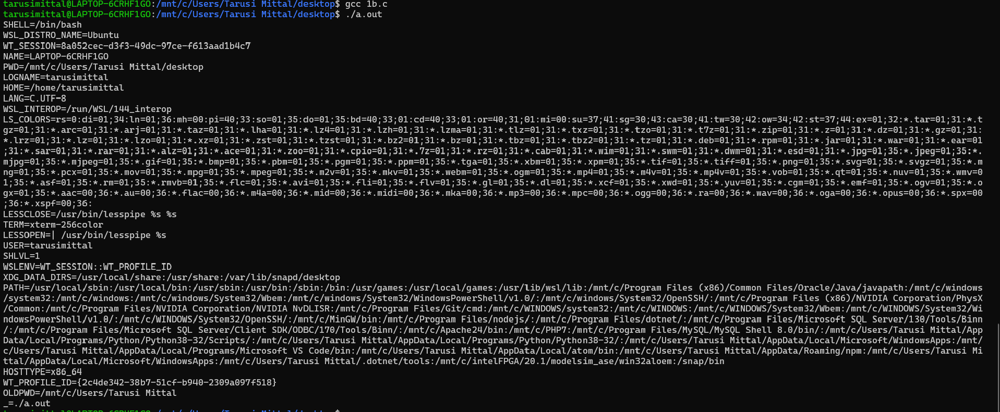 tarusimittal@LAPTOP-6CRHF1GO:/mnt/c/Users/Tarusi Mittal/desktop$ gcc 1b.c
tarusimittal@LAPTOP-6CRHF1GO:/mnt/c/Users/Tarusi Mittal/desktop$ ./a.out
SHELL=/bin/bash
WSL_DISTRO_NAME=Ubuntu
WT_SESSION=8a052cec-d3f3-49dc-97ce-f613aad1b4c7
NAME=LAPTOP-6CRHF1GO
PWD=/mnt/c/Users/Tarusi Mittal/desktop
LOGNAME=tarusimittal
HOME=/home/tarusimittal
LANG=C.UTF-8
WSL_INTEROP=/run/WSL/144_interop
LS_COLORS=rs=0:di=01;34:ln=01;36:mh=00:pi=40;33:so=01;35:do=01;35:bd=40;33;01:cd=40;33;01:or=40;31;01:mi=00:su=37;41:sg=30;43:ca=30;41:tw=30;42:ow=34;42:st=37;44:ex=01;32:*.tar=01;31:*.t
gz=01;31:*.arc=01;31:*.arj=01;31:*.taz=01;31:*.lha=01;31:*.lz4=01;31:*.lzh=01;31:*.lzma=01;31:*.tlz=01;31:*.txz=01;31:*.tzo=01;31:*.t7z=01;31:*.zip=01;31:*.z=01;31:*.dz=01;31:*.gz=01;31:
*.lrz=01;31:*.lz=01;31:*.lzo=01;31:*.xz=01;31:*.zst=01;31:*.tzst=01;31:*.bz2=01;31:*.bz=01;31:*.tbz=01;31:*.tbz2=01;31:*.tz=01;31:*.deb=01;31:*.rpm=01;31:*.jar=01;31:*.war=01;31:*.ear=01
;31:*.sar=01;31:*.rar=01;31:*.alz=01;31:*.ace=01;31:*.zoo=01;31:*.cpio=01;31:*.7z=01;31:*.rz=01;31:*.cab=01;31:*.wim=01;31:*.swm=01;31:*.dwm=01;31:*.esd=01;31:*.jpg=01;35:*.jpeg=01;35:*.
mjpg=01;35:*.mjpeg=01;35:*.gif=01;35:*.bmp=01;35:*.pbm=01;35:*.pgm=01;35:*.ppm=01;35:*.tga=01;35:*.xbm=01;35:*.xpm=01;35:*.tif=01;35:*.tiff=01;35:*.png=01;35:*.svg=01;35:*.svgz=01;35:*.m
ng=01;35:*.pcx=01;35:*.mov=01;35:*.mpg=01;35:*.mpeg=01;35:*.m2v=01;35:*.mkv=01;35:*.webm=01;35:*.ogm=01;35:*.mp4=01;35:*.m4v=01;35:*.mp4v=01;35:*.vob=01;35:*.qt=01;35:*.nuv=01;35:*.wmv=0
1;35:*.asf=01;35:*.rm=01;35:*.rmvb=01;35:*.flc=01;35:*.avi=01;35:*.fli=01;35:*.flv=01;35:*.gl=01;35:*.dl=01;35:*.xcf=01;35:*.xwd=01;35:*.yuv=01;35:*.cgm=01;35:*.emf=01;35:*.ogv=01;35:*.o
gx=01;35:*.aac=00;36:*.au=00;36:*.flac=00;36:*.m4a=00;36:*.mid=00;36:*.midi=00;36:*.mka=00;36:*.mp3=00;36:*.mpc=00;36:*.ogg=00;36:*.ra=00;36:*.wav=00;36:*.oga=00;36:*.opus=00;36:*.spx=00
;36:*.xspf=00;36:
LESSCLOSE=/usr/bin/lesspipe %s %s
TERM=xterm-256color
LESSOPEN=| /usr/bin/lesspipe %s
USER=tarusimittal
SHLVL=1
WSLENV=WT_SESSION::WT_PROFILE_ID
XDG_DATA_DIRS=/usr/local/share:/usr/share:/var/lib/snapd/desktop
PATH=/usr/local/sbin:/usr/local/bin:/usr/sbin:/usr/bin:/sbin:/bin:/usr/games:/usr/local/games:/usr/lib/wsl/lib:/mnt/c/Program Files (x86)/Common Files/Oracle/Java/javapath:/mnt/c/windows
/system32:/mnt/c/windows:/mnt/c/windows/System32/Wbem:/mnt/c/windows/System32/WindowsPowerShell/v1.0/:/mnt/c/windows/System32/OpenSSH/:/mnt/c/Program Files (x86)/NVIDIA Corporation/PhysX
/Common:/mnt/c/Program Files/NVIDIA Corporation/NVIDIA NvDLISR:/mnt/c/Program Files/Git/cmd:/mnt/c/WINDOWS/system32:/mnt/c/WINDOWS:/mnt/c/WINDOWS/System32/Wbem:/mnt/c/WINDOWS/System32/Wi
ndowsPowerShell/v1.0/:/mnt/c/WINDOWS/System32/OpenSSH/:/mnt/c/MinGW/bin:/mnt/c/Program Files/nodejs/:/mnt/c/Program Files/dotnet/:/mnt/c/Program Files/Microsoft SQL Server/130/Tools/Binn
/:/mnt/c/Program Files/Microsoft SQL Server/Client SDK/ODBC/170/Tools/Binn/:/mnt/c/Apache24/bin:/mnt/c/PHP7:/mnt/c/Program Files/MySQL/MySQL Shell 8.0/bin/:/mnt/c/Users/Tarusi Mittal/App
Data/Local/Programs/Python/Python38-32/Scripts/:/mnt/c/Users/Tarusi Mittal/AppData/Local/Programs/Python/Python38-32/:/mnt/c/Users/Tarusi Mittal/AppData/Local/Microsoft/WindowsApps:/mnt/
c/Users/Tarusi Mittal/AppData/Local/Programs/Microsoft VS Code/bin:/mnt/c/Users/Tarusi Mittal/AppData/Local/atom/bin:/mnt/c/Users/Tarusi Mittal/AppData/Roaming/npm:/mnt/c/Users/Tarusi Mi
ttal/AppData/Local/Microsoft/WindowsApps:/mnt/c/Users/Tarusi Mittal/.dotnet/tools:/mnt/c/intelFPGA/20.1/modelsim_ase/win32aloem:/snap/bin
HOSTTYPE=x86_64
WT_PROFILE_ID={2c4de342-38b7-51cf-b940-2309a097f518}
OLDPWD=/mnt/c/Users/Tarusi Mittal
_=./a.out
tarusimittal@LAPTOP-6CRHF1GO:/mnt/c/Users/Tarusi Mittal/desktop$